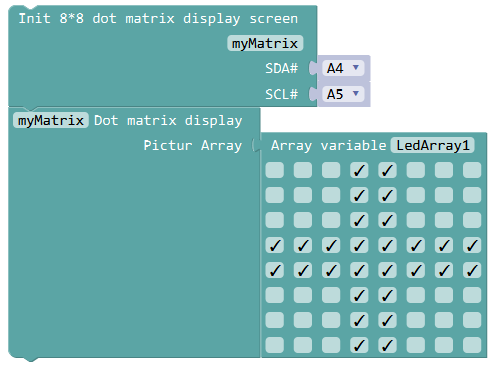 Init 8*8 dot matrix display screen
myMatrix
SDA# A4
SCL# A5
myMatrix Dot matrix display
Pictur Array Array variable LedArray1